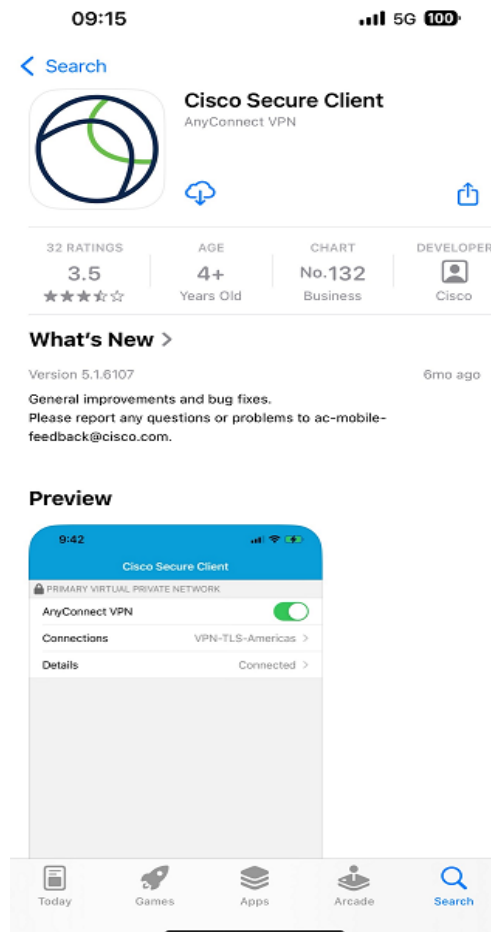 09:15 5G 100
Search
Cisco Secure Client
AnyConnect VPN
32 RATINGS AGE CHART DEVELOPER
3.5 4+ No.132
Years Old Business Cisco
What's New >
Version 5.1.6107 6mo ago
General improvements and bug fixes.
Please report any questions or problems to ac-mobile-
feedback@cisco.com.
Preview
9:42
Cisco Secure Client
PRIMARY VIRTUAL PRIVATE NETWORK
AnyConnect VPN
Connections VPN-TLS-Americas >
Details Connected >
Today Games Apps Arcade Search